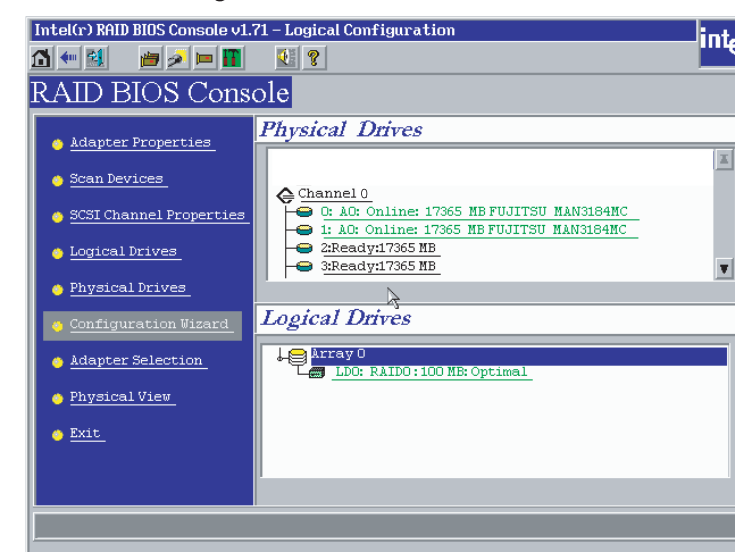 Intel(r) RAID BIOS Console v1.71 – Logical Configuration
RAID BIOS Console
Adapter Properties
Scan Devices
SCSI Channel Properties
Logical Drives
Physical Drives
Configuration Wizard
Adapter Selection
Physical View
Exit
Physical Drives
Channel 0
0: A0: Online: 17365 MB FUJITSU MAN3184MC
1: A0: Online: 17365 MB FUJITSU MAN3184MC
2:Ready:17365 MB
3:Ready:17365 MB
Logical Drives
Array 0
LD0: RAID0 : 100 MB: Optimal